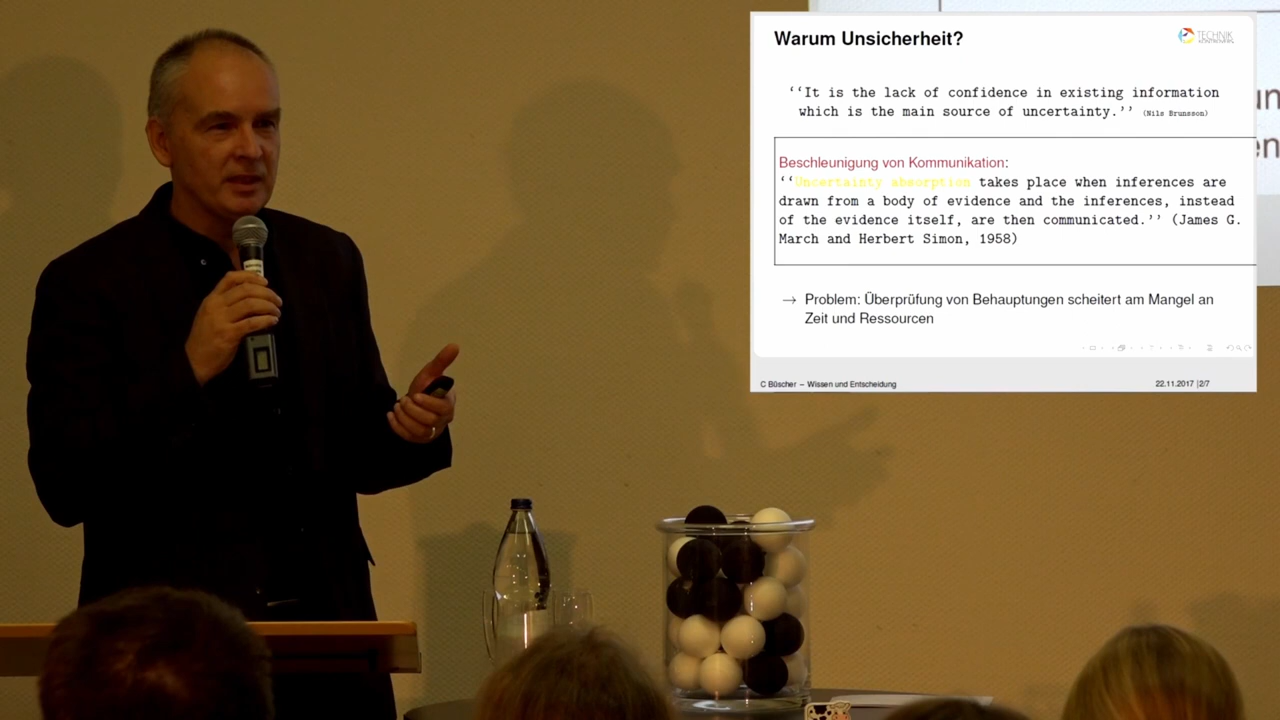 Warum Unsicherheit?
TECHNIK
KONTROVERS
‘‘It is the lack of confidence in existing information
which is the main source of uncertainty.’’ (Nils Brunsson)
Beschleunigung von Kommunikation:
‘‘Uncertainty absorption takes place when inferences are
drawn from a body of evidence and the inferences, instead
of the evidence itself, are then communicated.’’ (James G.
March and Herbert Simon, 1958)
→ Problem: Überprüfung von Behauptungen scheitert am Mangel an
Zeit und Ressourcen
C Büscher – Wissen und Entscheidung
22.11.2017 |2/7
un
en